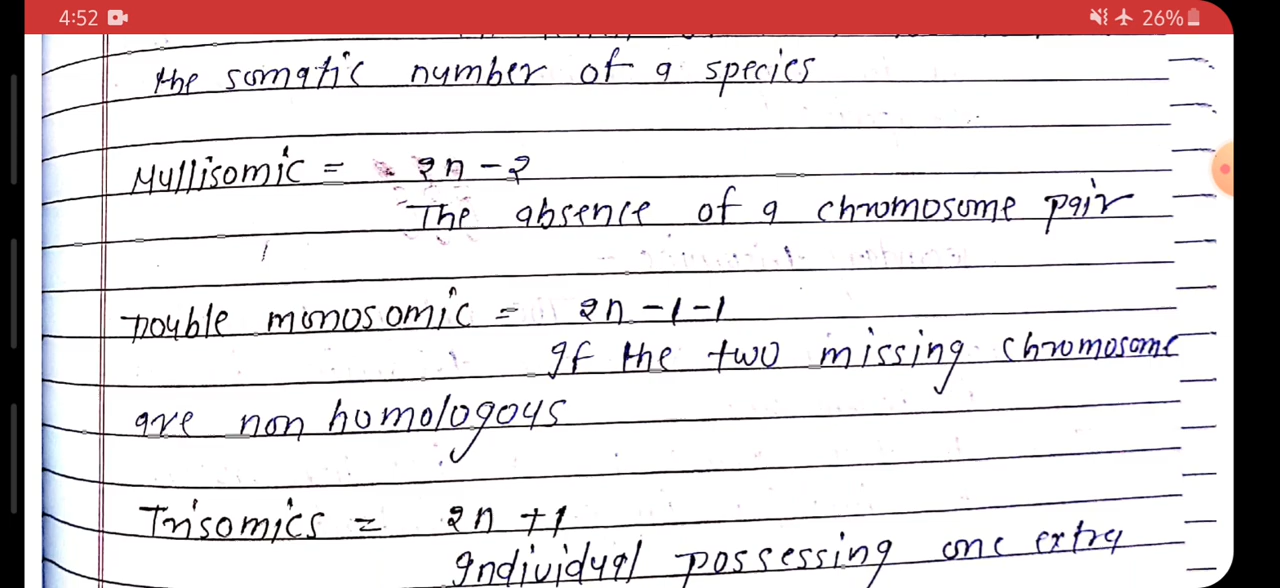 4:52
26%
the somatic number of a species
Nullisomic = 2n-2
The absence of a chromosome pair
Double monosomic = 2n-1-1
If the two missing chromosome
are non homologous
Trisomics = 2n +1
Individual possessing one extra